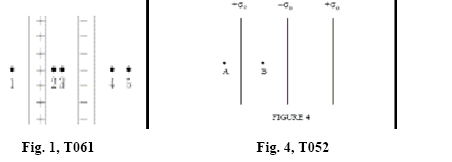 +σ₀ −σ₀ +σ₀
A B
1 2 3 4 5
FIGURE 4
Fig. 1, T061 Fig. 4, T052